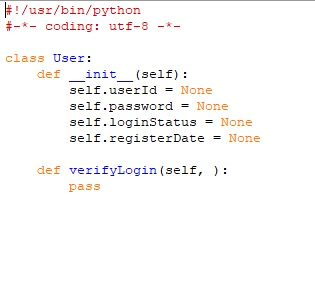 #!/usr/bin/python
#-*- coding: utf-8 -*-

class User:
    def __init__(self):
        self.userId = None
        self.password = None
        self.loginStatus = None
        self.registerDate = None

    def verifyLogin(self, ):
        pass